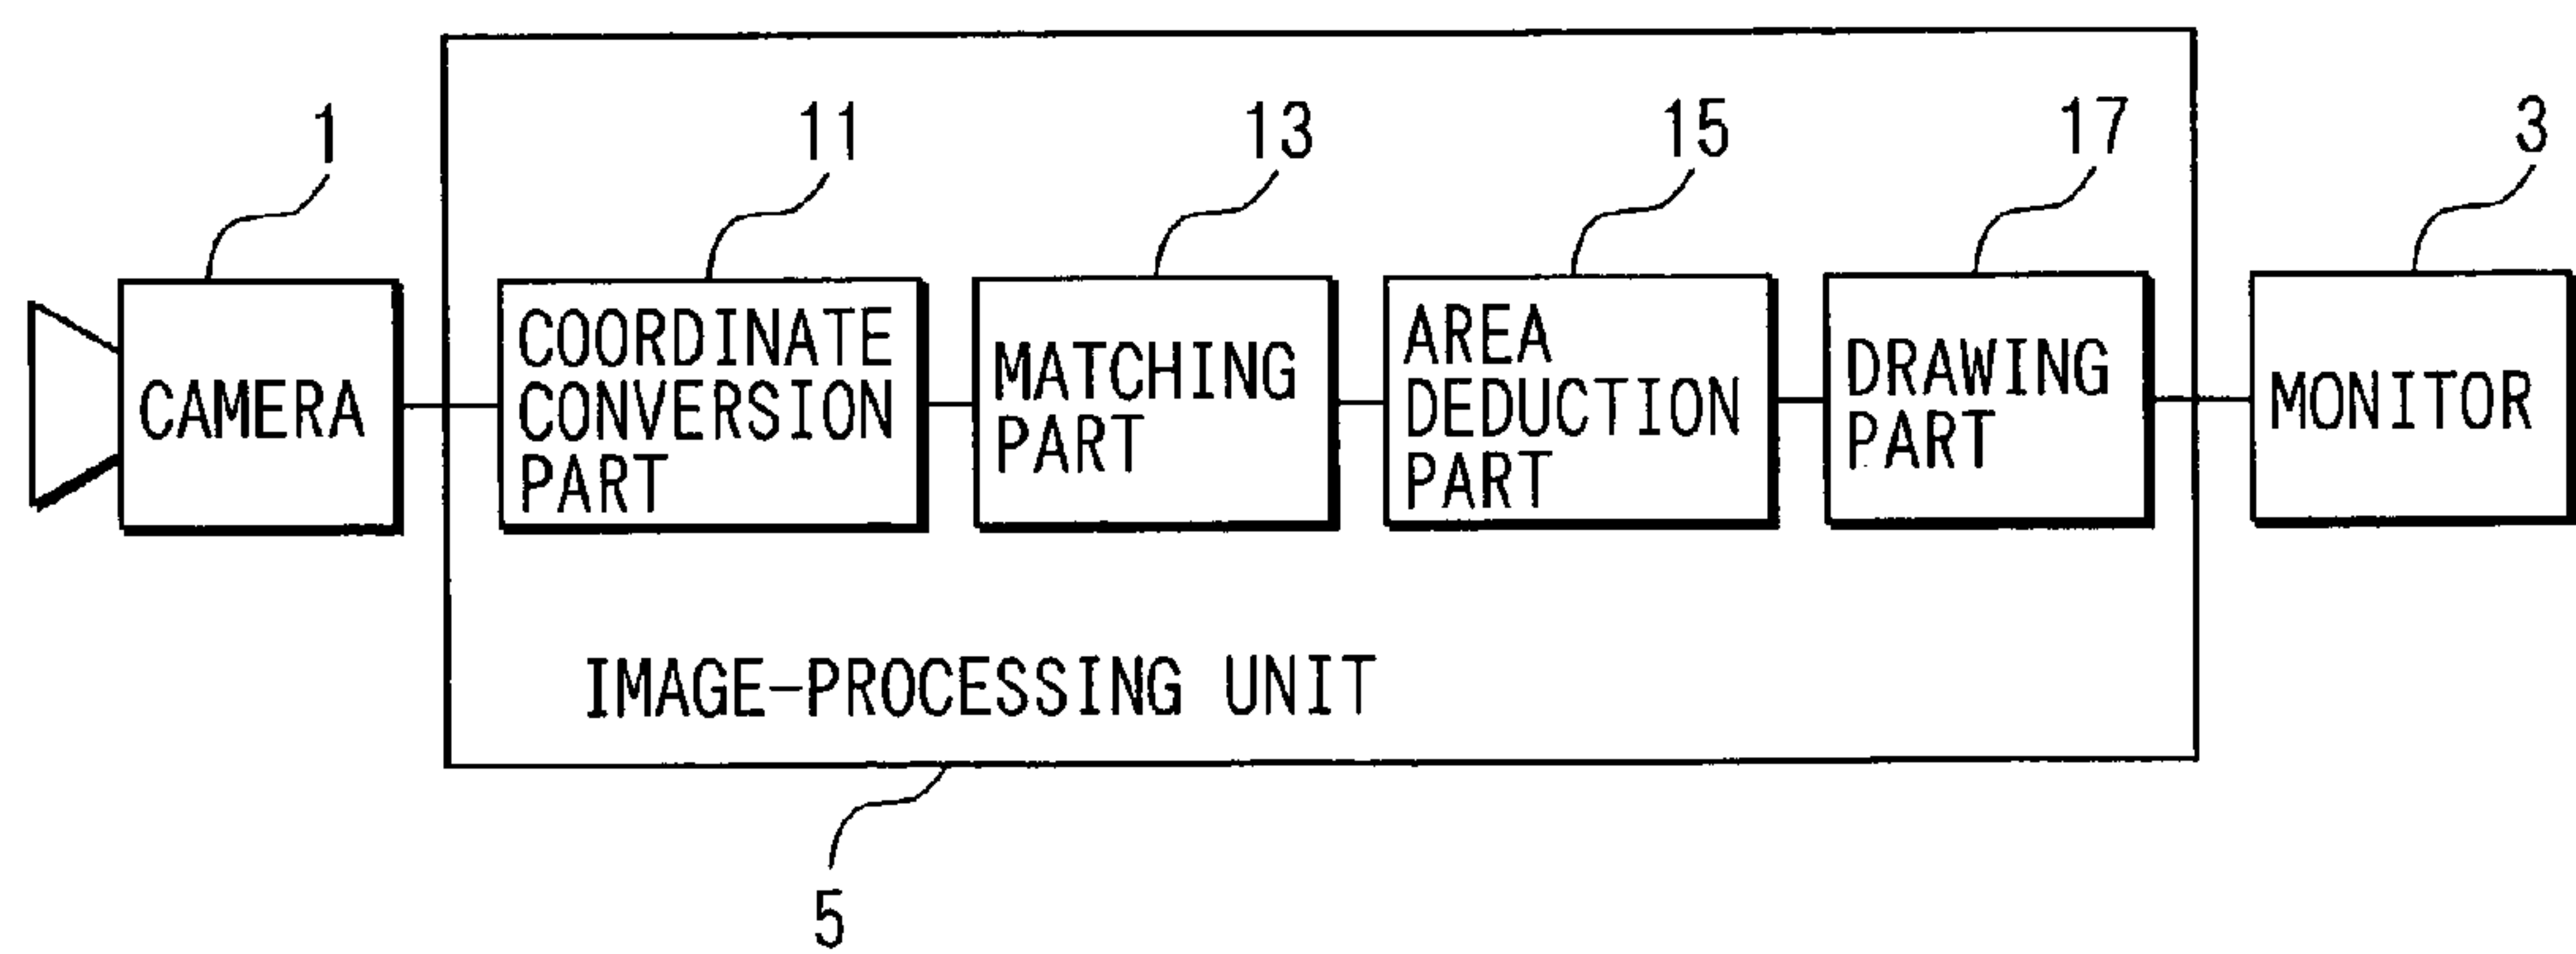 1
11
13
15
17
3
CAMERA
COORDINATE
CONVERSION
PART
MATCHING
PART
AREA
DEDUCTION
PART
DRAWING
PART
MONITOR
IMAGE-PROCESSING UNIT
5